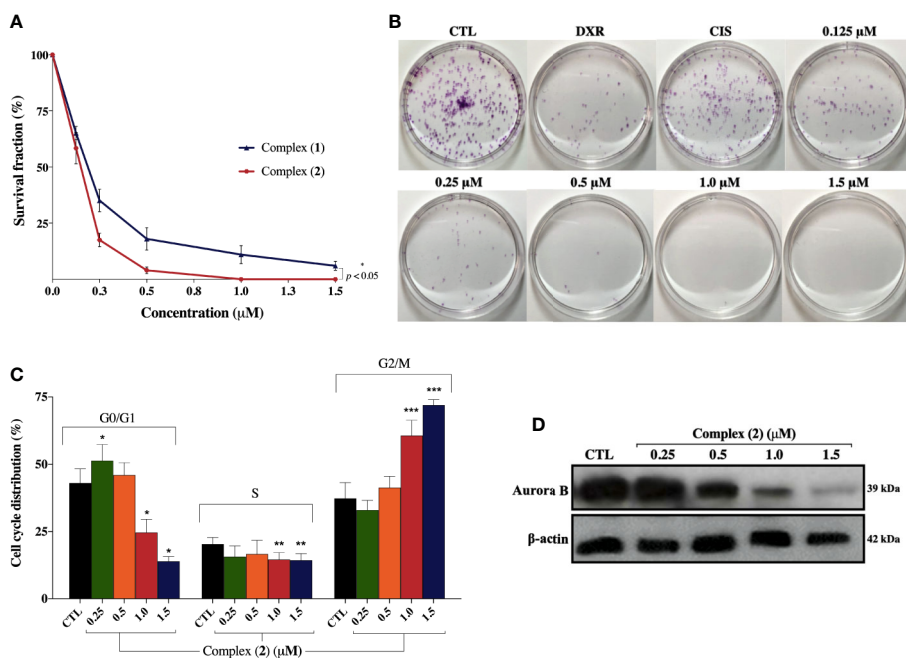 A
Survival fraction (%)
100
75
50
25
0.0 0.3 0.5 0.8 1.0 1.3 1.5
Concentration (µM)
Complex (1)
Complex (2)
*
p < 0.05
B
CTL DXR CIS 0.125 µM
0.25 µM 0.5 µM 1.0 µM 1.5 µM
C
Cell cycle distribution (%)
75
50
25
0
G0/G1
S
G2/M
* * *
** **
*** ***
CTL 0.25 0.5 1.0 1.5 CTL 0.25 0.5 1.0 1.5 CTL 0.25 0.5 1.0 1.5
Complex (2) (µM)
D
Complex (2) (µM)
CTL 0.25 0.5 1.0 1.5
Aurora B 39 kDa
β-actin 42 kDa